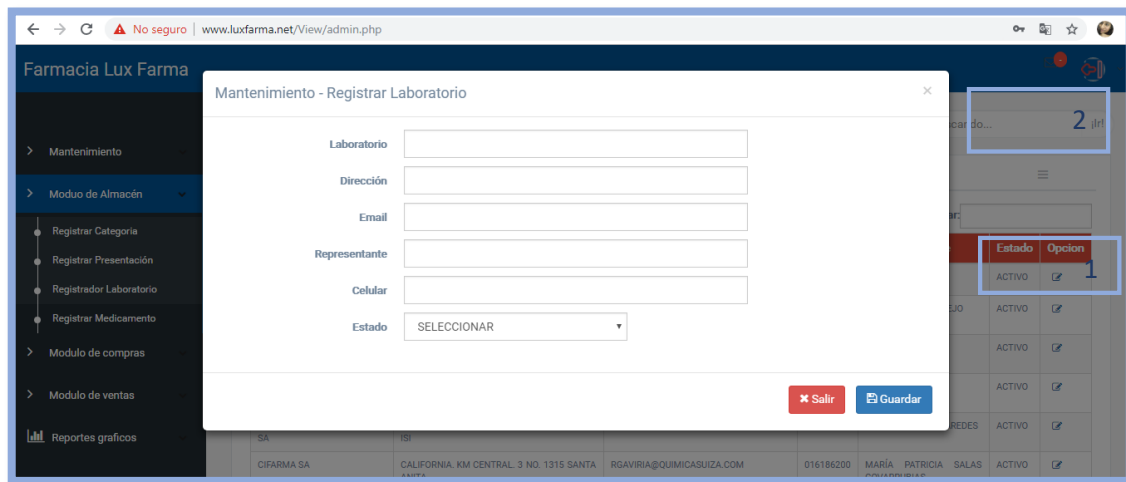 No seguro | www.luxfarma.net/View/admin.php
Farmacia Lux Farma
Mantenimiento - Registrar Laboratorio ×
2
Mantenimiento
Laboratorio
Dirección
Moduo de Almacén
Email
Registrar Categoria
Representante
Estado Opcion
Registrar Presentación
1
ACTIVO
Registrador Laboratorio
Celular
ACTIVO
Registrar Medicamento
Estado SELECCIONAR
Modulo de compras
ACTIVO
Modulo de ventas
ACTIVO
Salir Guardar
Reportes graficos
SA ISI ACTIVO
CIFARMA SA CALIFORNIA. KM CENTRAL. 3 NO. 1315 SANTA RGAVIRIA@QUIMICASUIZA.COM 016186200 MARÍA PATRICIA SALAS ACTIVO